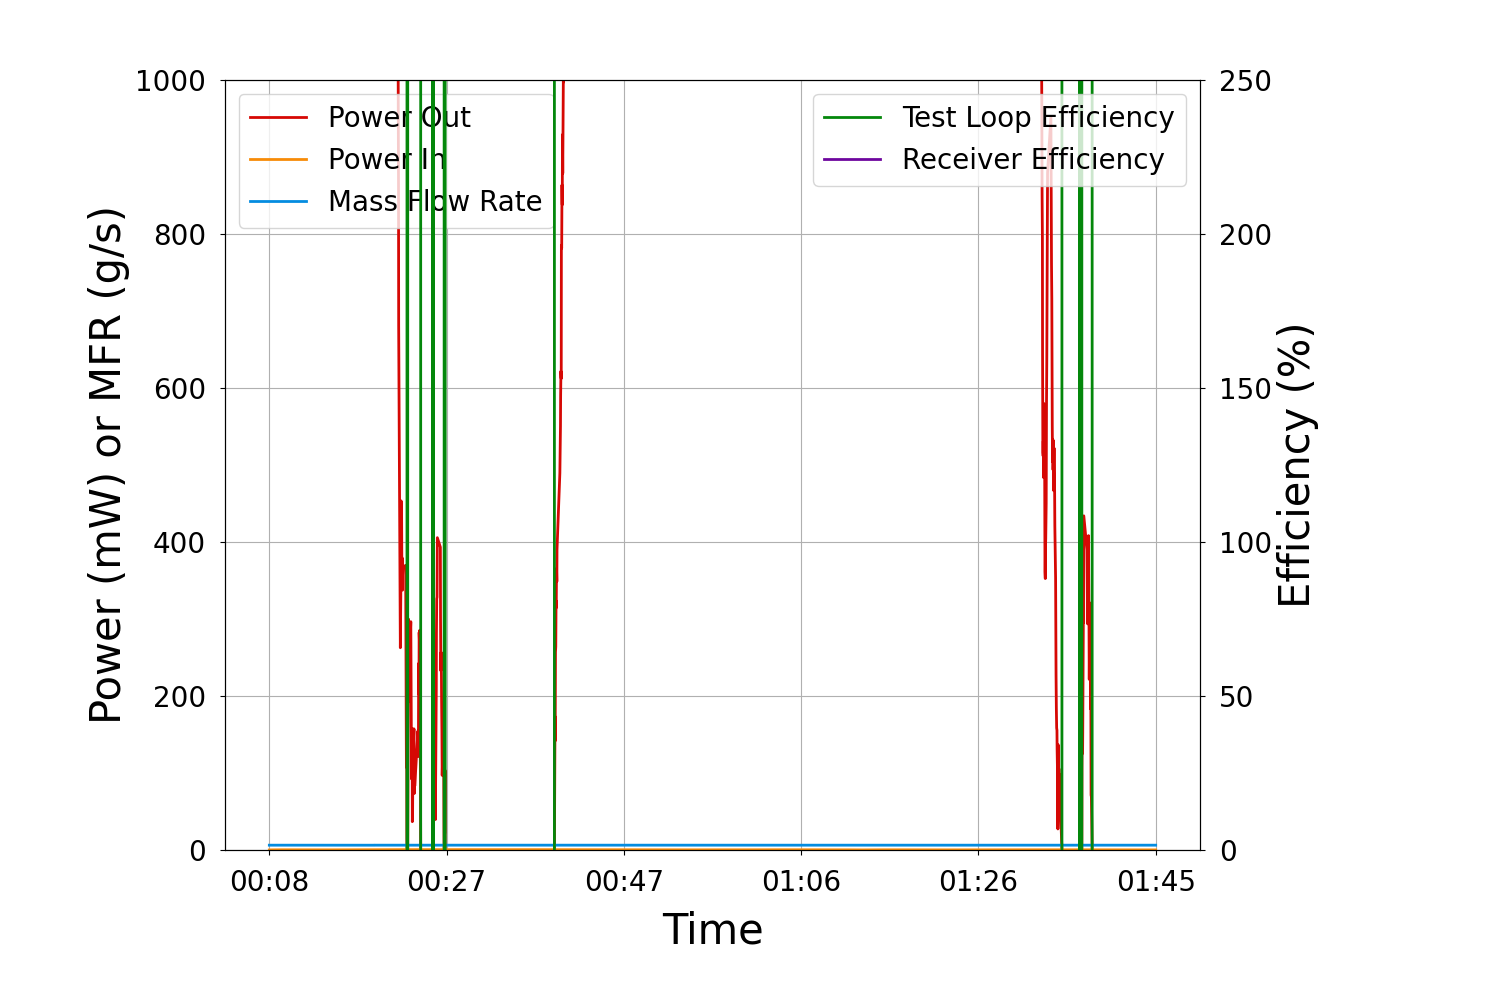 1000
800
600
400
200
0
Power (mW) or MFR (g/s)
Power Out
Power In
Mass Flow Rate
Test Loop Efficiency
Receiver Efficiency
250
200
150
100
50
0
Efficiency (%)
00:08 00:27 00:47 01:06 01:26 01:45
Time